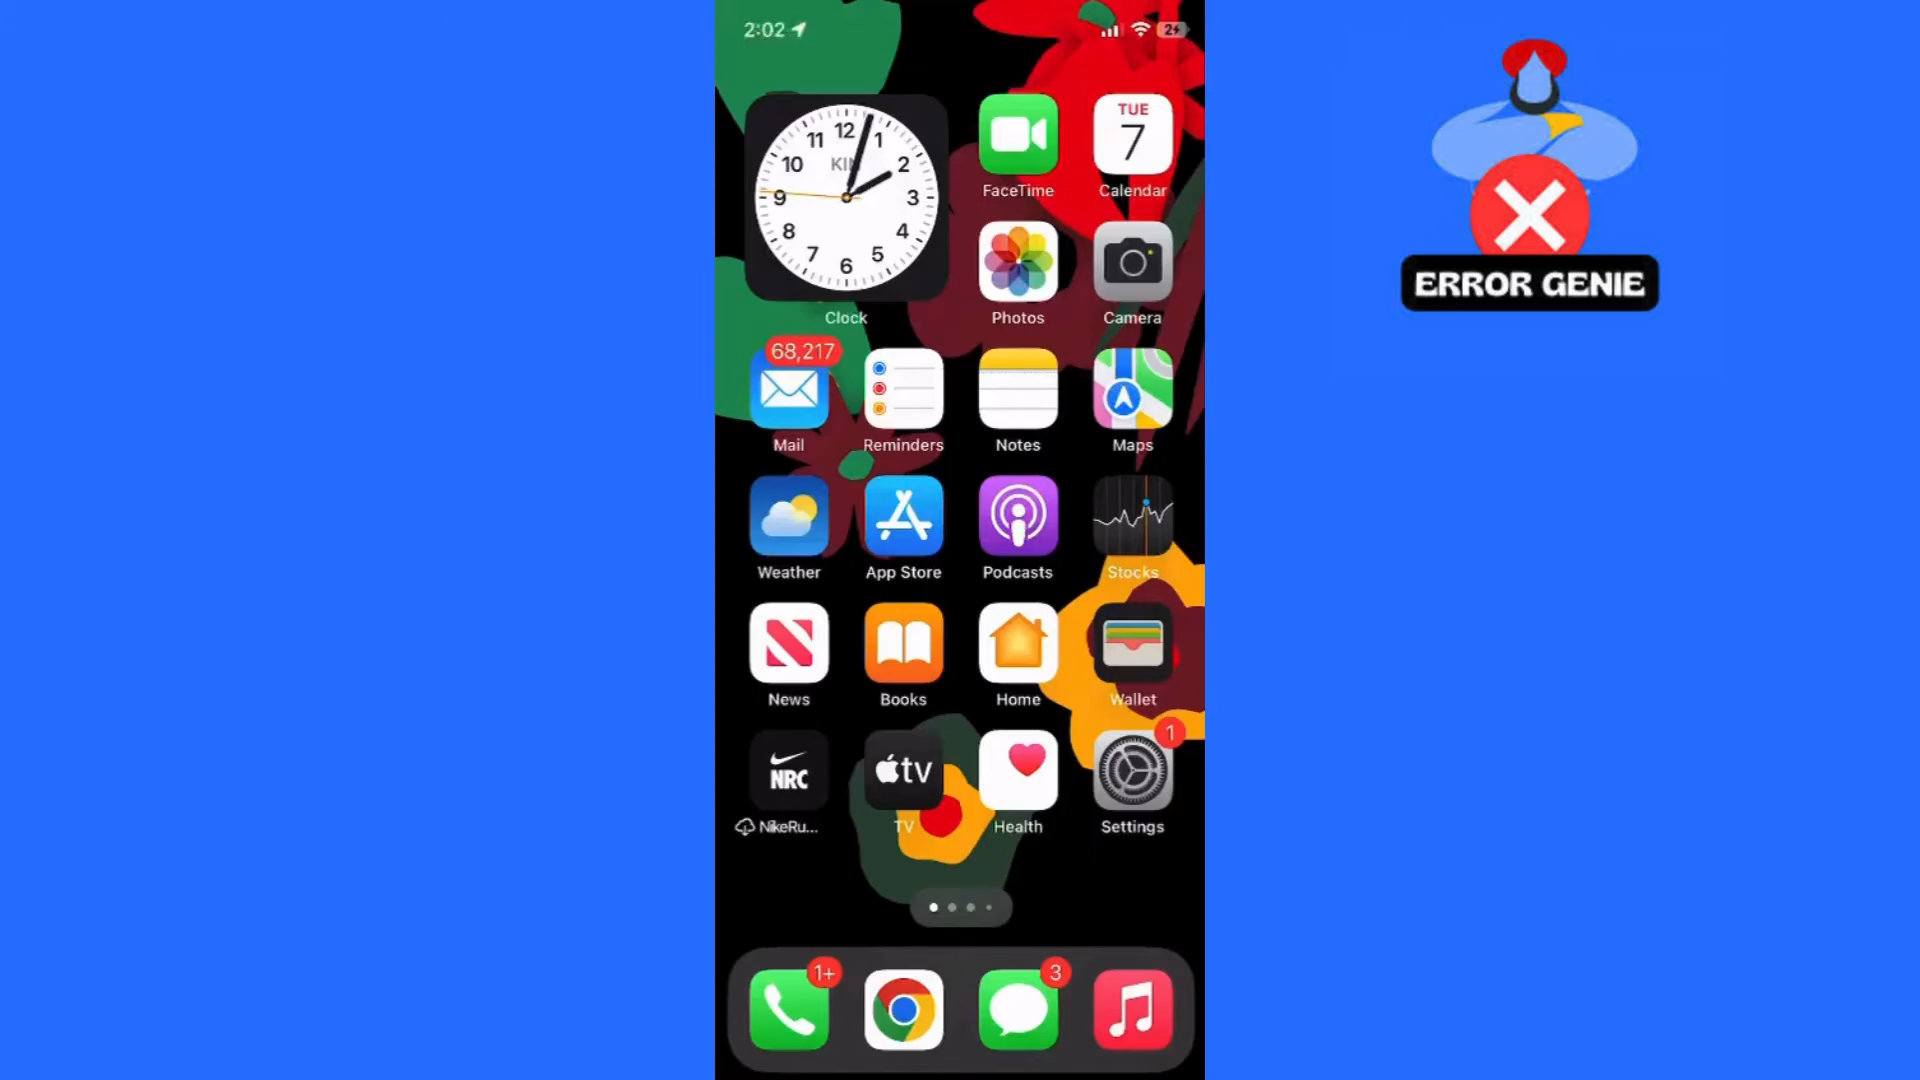 2:02
2
12
11
1
10
KIN
2
9
3
8
4
7
5
6
Clock
FaceTime
TUE
7
Calendar
Photos
Camera
ERROR GENIE
68,217
Mail
Reminders
Notes
Maps
Weather
App Store
Podcasts
Stocks
News
Books
Home
Wallet
NRC
NikeRu...
tv
TV
Health
1
Settings
1+
3